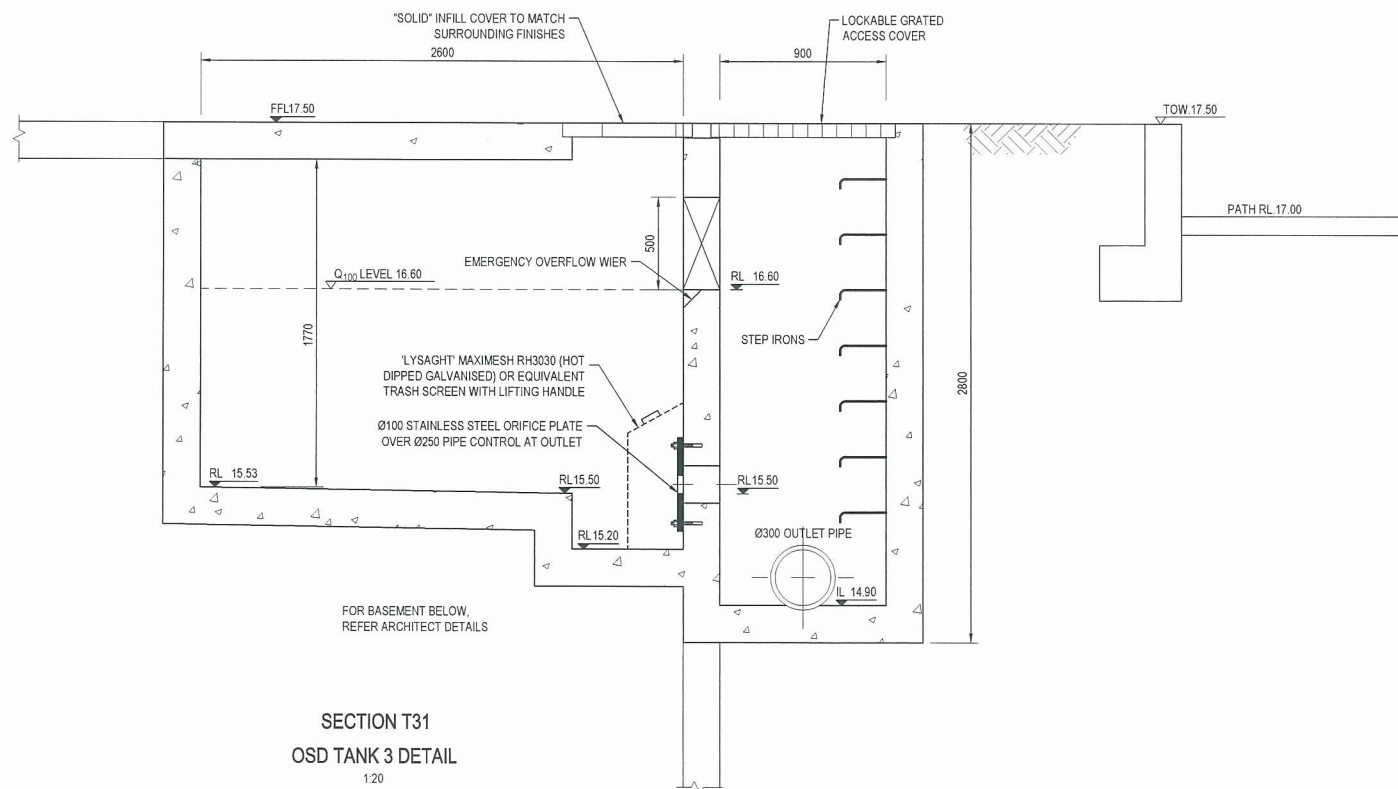 "SOLID" INFILL COVER TO MATCH
SURROUNDING FINISHES
LOCKABLE GRATED
ACCESS COVER
2600
900
FFL17.50
TOW.17.50
PATH RL.17.00
500
EMERGENCY OVERFLOW WIER
Q100 LEVEL 16.60
RL 16.60
1770
STEP IRONS
'LYSAGHT' MAXIMESH RH3030 (HOT
DIPPED GALVANISED) OR EQUIVALENT
TRASH SCREEN WITH LIFTING HANDLE
2800
Ø100 STAINLESS STEEL ORIFICE PLATE
OVER Ø250 PIPE CONTROL AT OUTLET
RL 15.53
RL15.50
RL15.50
RL15.20
Ø300 OUTLET PIPE
IL 14.90
FOR BASEMENT BELOW,
REFER ARCHITECT DETAILS
SECTION T31
OSD TANK 3 DETAIL
1:20